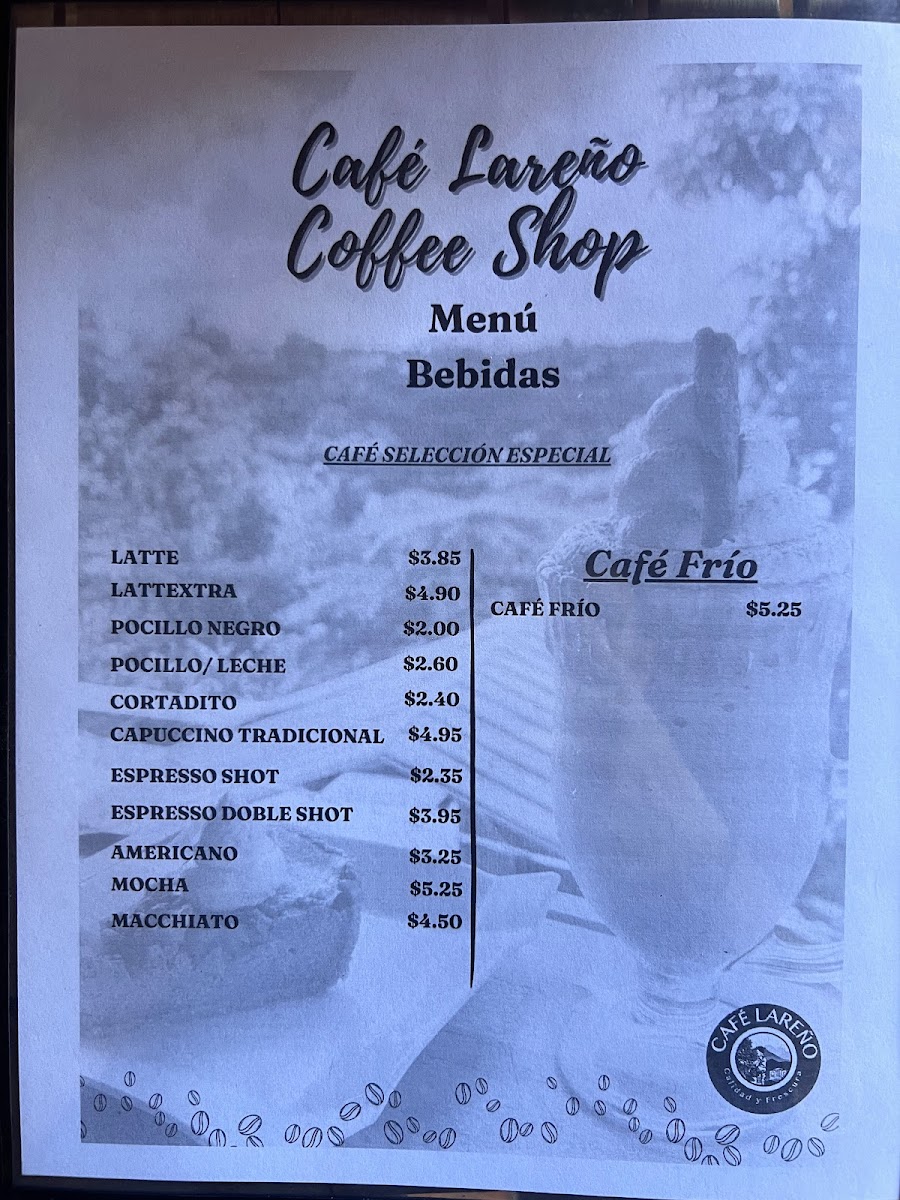 Café Lareño
Coffee Shop
Menú
Bebidas
CAFÉ SELECCIÓN ESPECIAL
LATTE $3.85
LATTEXTRA $4.90
POCILLO NEGRO $2.00
POCILLO/ LECHE $2.60
CORTADITO $2.40
CAPUCCINO TRADICIONAL $4.95
ESPRESSO SHOT $2.35
ESPRESSO DOBLE SHOT $3.95
AMERICANO $3.25
MOCHA $5.25
MACCHIATO $4.50
Café Frío
CAFÉ FRÍO $5.25
CAFÉ LAREÑO
Calidad y Frescura